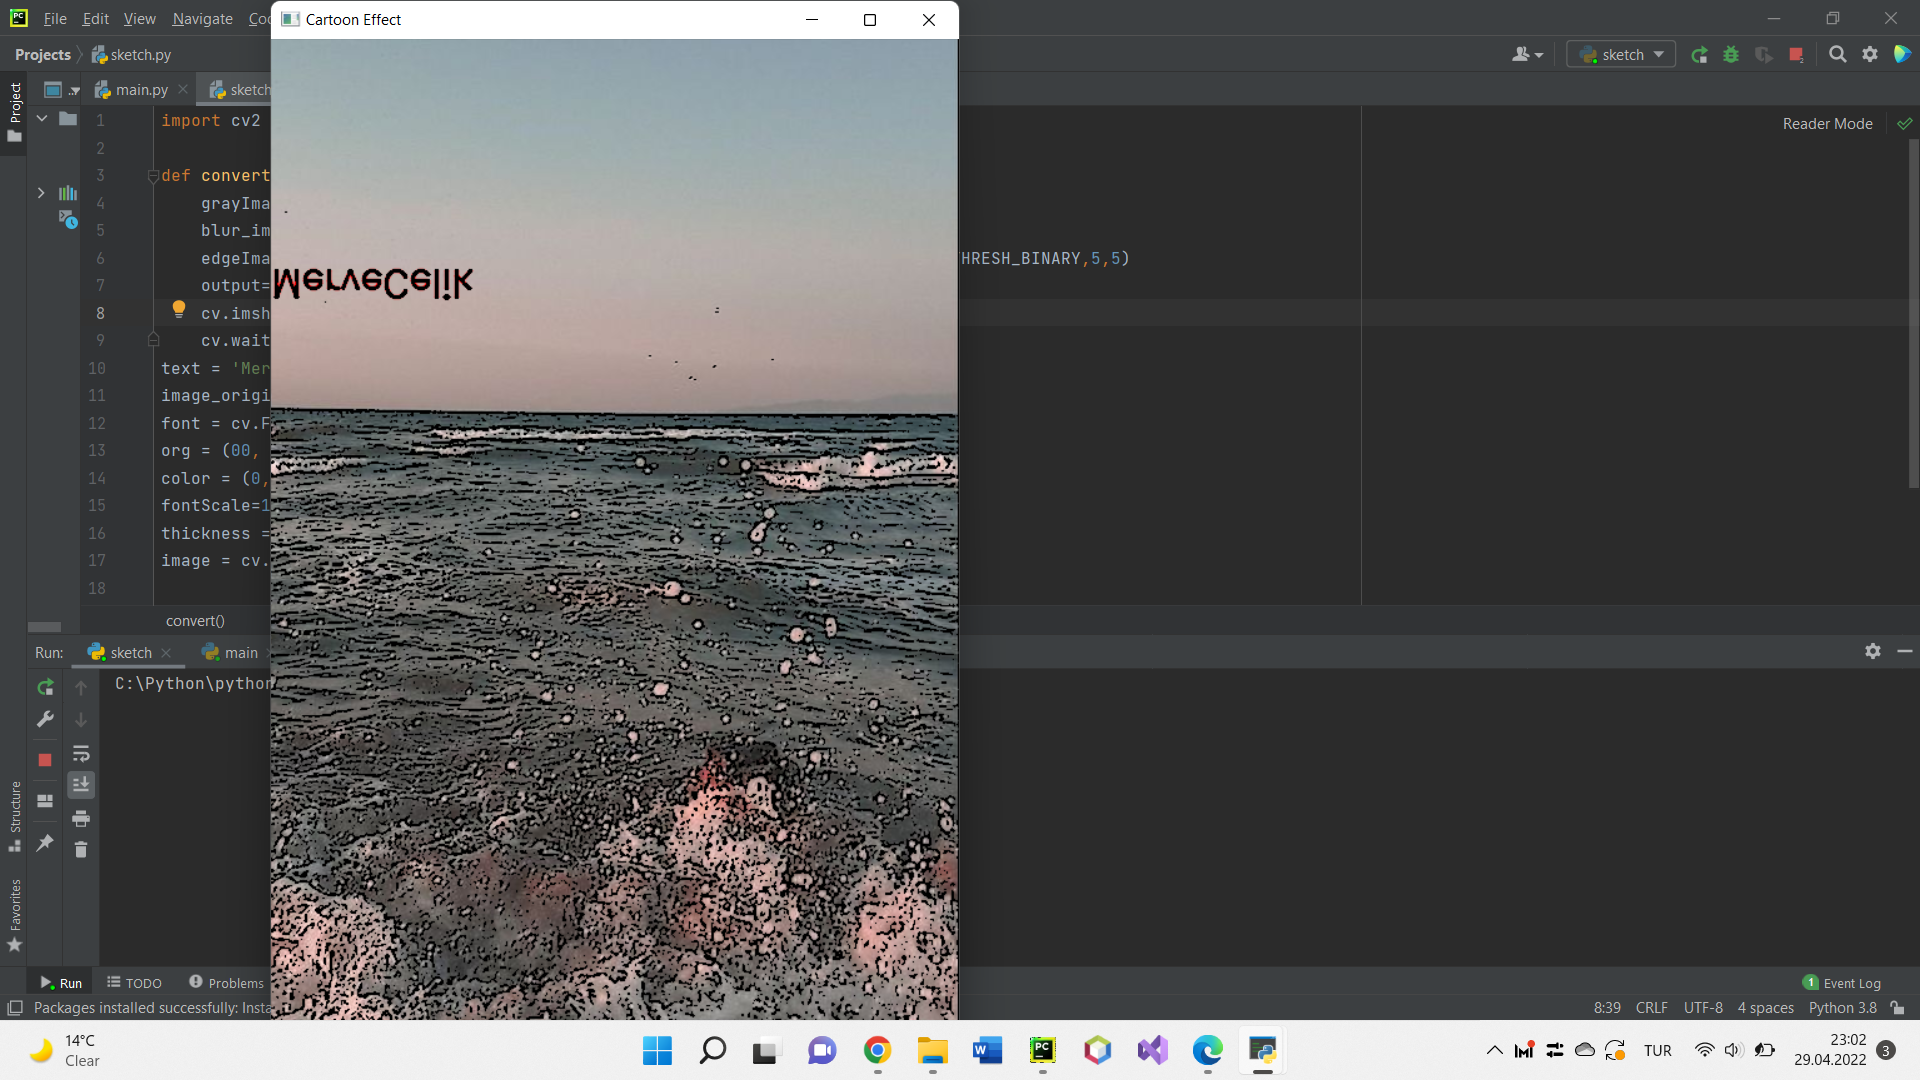 File Edit View Navigate Co
Cartoon Effect
Projects sketch.py
sketch
main.py sketch
Reader Mode
Project
1 import cv2
2
3 def convert
4 grayIma
5 blur_im
6 edgeIma HRESH_BINARY,5,5)
7 output=
8 cv.imsh
9 cv.wait
10 text = 'Mer
11 image_origi
12 font = cv.F
13 org = (00,
14 color = (0,
15 fontScale=1
16 thickness =
17 image = cv.
18
MerveCelik
convert()
Run: sketch main
C:\Python\python
Structure
Favorites
Run TODO Problems
1 Event Log
Packages installed successfully: Insta
8:39 CRLF UTF-8 4 spaces Python 3.8
14°C
Clear
TUR
23:02
29.04.2022
3